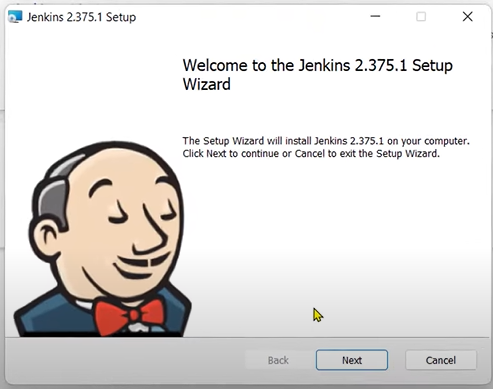 Jenkins 2.375.1 Setup
Welcome to the Jenkins 2.375.1 Setup
Wizard
The Setup Wizard will install Jenkins 2.375.1 on your computer.
Click Next to continue or Cancel to exit the Setup Wizard.
Back
Next
Cancel